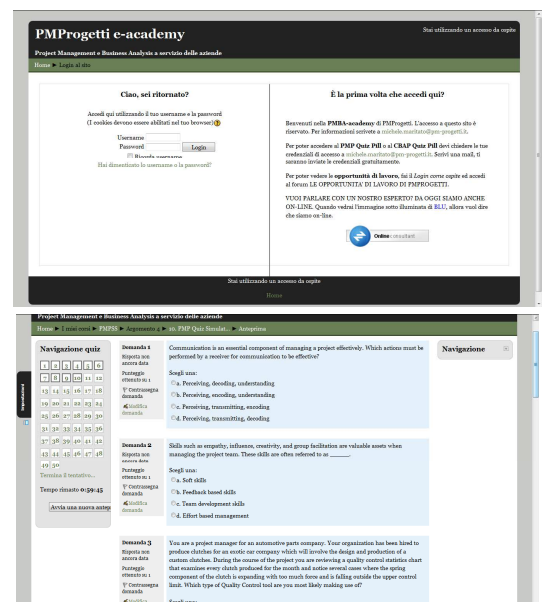 PMProgetti e-academy
Stai utilizzando un accesso da ospite
Project Management e Business Analysis a servizio delle aziende
Home ► Login al sito
Ciao, sei ritornato?
Accedi qui utilizzando il tuo username e la password
(I cookies devono essere abilitati nel tuo browser)
Username
Password
Login
Ricorda username
Hai dimenticato lo username o la password?
È la prima volta che accedi qui?
Benvenuti nella PMBA-academy di PMProgetti. L'accesso a questo sito è
riservato. Per informazioni scrivete a michele.maritato@pm-progetti.it.
Per poter accedere al PMP Quiz Pill o al CBAP Quiz Pill devi chiedere le tue
credenziali di accesso a michele.maritato@pm-progetti.it. Scrivi una mail, ti
saranno inviate le credenziali gratuitamente.
Per poter vedere le opportunità di lavoro, fai il Login come ospite ed accedi
al forum LE OPPORTUNITA' DI LAVORO DI PMPROGETTI.
VUOI PARLARE CON UN NOSTRO ESPERTO? DA OGGI SIAMO ANCHE
ON-LINE. Quando vedrai l'immagine sotto illuminata di BLU, allora vuol dire
che siamo on-line.
Online consultant
Stai utilizzando un accesso da ospite
Home
Project Management e Business Analysis a servizio delle aziende
Home ► I miei corsi ► PMPSS ► Argomento 4 ► 10. PMP Quiz Simulat... ► Anteprima
Impostazioni
Navigazione quiz
1 2 3 4 5 6
7 8 9 10 11 12
13 14 15 16 17 18
19 20 21 22 23 24
25 26 27 28 29 30
31 32 33 34 35 36
37 38 39 40 41 42
43 44 45 46 47 48
49 50
Termina il tentativo...
Tempo rimasto 0:59:45
Avvia una nuova antep
Domanda 1
Risposta non
ancora data
Punteggio
ottenuto su 1
Contrassegna
domanda
Modifica
domanda
Communication is an essential component of managing a project effectively. Which actions must be
performed by a receiver for communication to be effective?
Scegli una:
a. Perceiving, decoding, understanding
b. Perceiving, encoding, understanding
c. Perceiving, transmitting, encoding
d. Perceiving, transmitting, decoding
Navigazione
Domanda 2
Risposta non
ancora data
Punteggio
ottenuto su 1
Contrassegna
domanda
Modifica
domanda
Skills such as empathy, influence, creativity, and group facilitation are valuable assets when
managing the project team. These skills are often referred to as ______.
Scegli una:
a. Soft skills
b. Feedback based skills
c. Team development skills
d. Effort based management
Domanda 3
Risposta non
ancora data
Punteggio
ottenuto su 1
Contrassegna
domanda
Modifica
You are a project manager for an automotive parts company. Your organization has been hired to
produce clutches for an exotic car company which will involve the design and production of a
custom clutches. During the course of the project you are reviewing a quality control statistics chart
that examines every clutch produced for the month and notice several cases where the spring
component of the clutch is expanding with too much force and is falling outside the upper control
limit. Which type of Quality Control tool are you most likely making use of?
Scegli una: